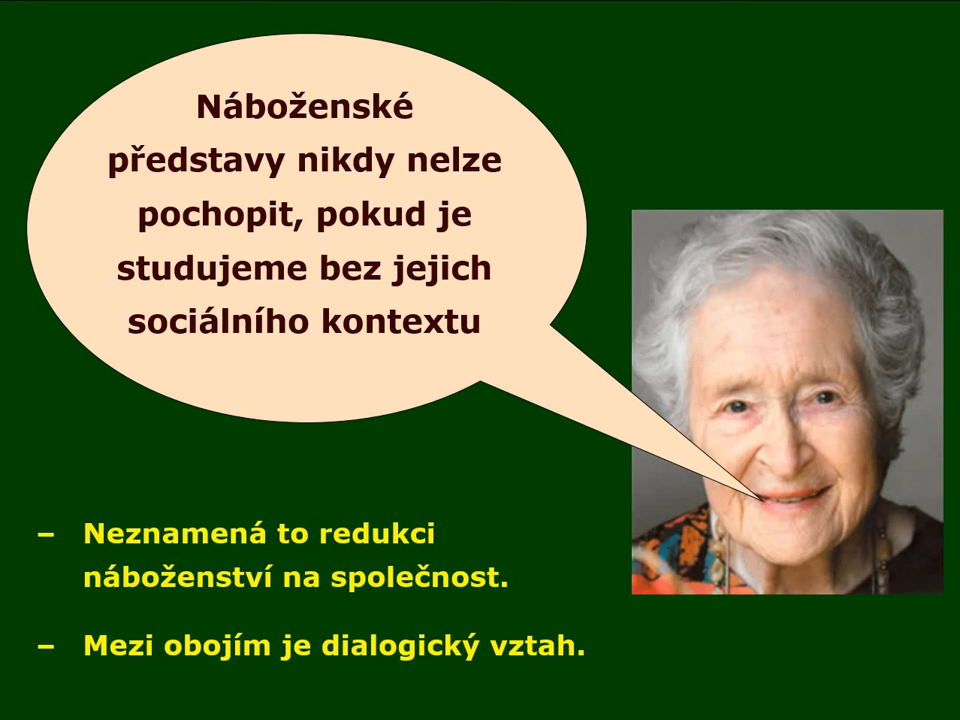 Náboženské
představy nikdy nelze
pochopit, pokud je
studujeme bez jejich
sociálního kontextu
– Neznamená to redukci
náboženství na společnost.
– Mezi obojím je dialogický vztah.